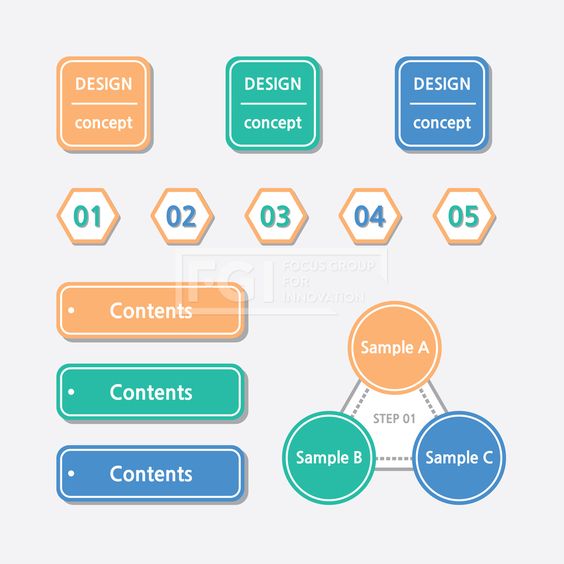 DESIGN
concept
DESIGN
concept
DESIGN
concept
01
02
03
04
05
FGI
FOCUS GROUP
FOR
INNOVATION
Contents
Contents
Contents
Sample A
STEP 01
Sample B
Sample C